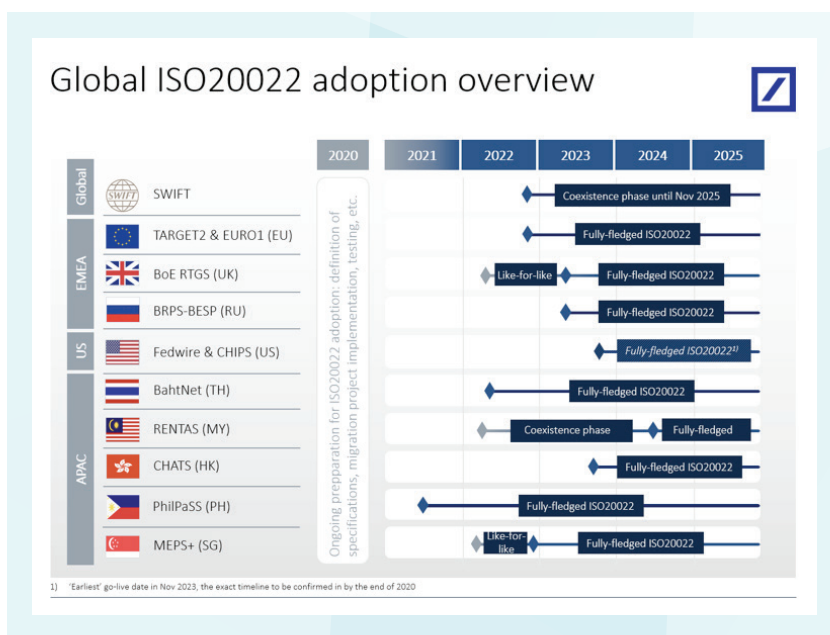 Global ISO20022 adoption overview
2020
2021
2022
2023
2024
2025
Global
SWIFT
SWIFT
Coexistence phase until Nov 2025
EMEA
TARGET2 & EURO1 (EU)
Fully-fledged ISO20022
BoE RTGS (UK)
Like-for-like
Fully-fledged ISO20022
BRPS-BESP (RU)
Fully-fledged ISO20022
US
Fedwire & CHIPS (US)
Fully-fledged ISO20022¹⁾
APAC
BahtNet (TH)
Fully-fledged ISO20022
RENTAS (MY)
Coexistence phase
Fully-fledged
CHATS (HK)
Fully-fledged ISO20022
PhilPaSS (PH)
Fully-fledged ISO20022
MEPS+ (SG)
Like-for-
like
Fully-fledged ISO20022
Ongoing prepparation for ISO20022 adoption: definition of
specifications, migration project implementation, testing, etc.
1) 'Earliest' go-live date in Nov 2023, the exact timeline to be confirmed in by the end of 2020